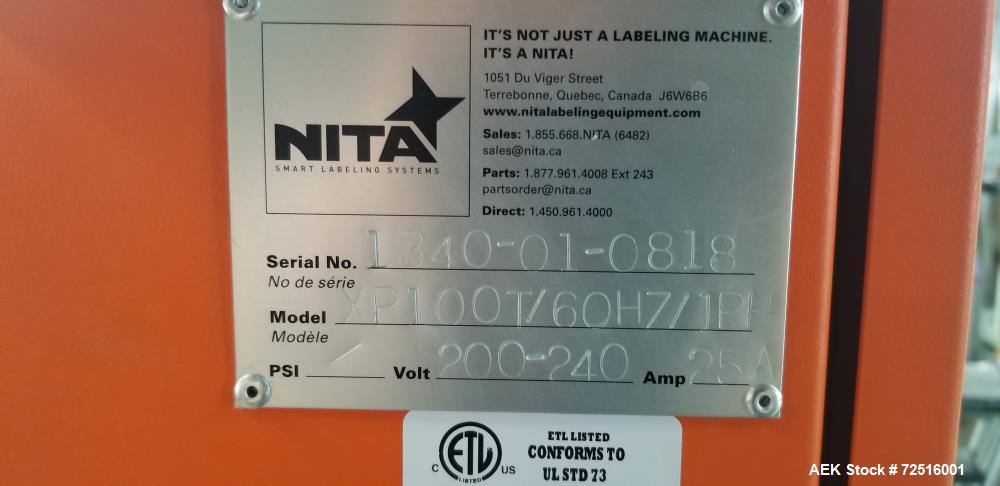 IT'S NOT JUST A LABELING MACHINE.
IT'S A NITA!
1051 Du Viger Street
Terrebonne, Quebec, Canada J6W6B6
www.nitalabelingequipment.com
NITA
SMART LABELING SYSTEMS
Sales: 1.855.668.NITA (6482)
sales@nita.ca
Parts: 1.877.961.4008 Ext 243
partsorder@nita.ca
Direct: 1.450.961.4000
Serial No. 1340-01-0818
No de série
Model XP100T/60HZ/1PH
Modèle
PSI / Volt 200-240 Amp 25A
C ETL US
LISTED
ETL LISTED
CONFORMS TO
UL STD 73
AEK Stock #72516001